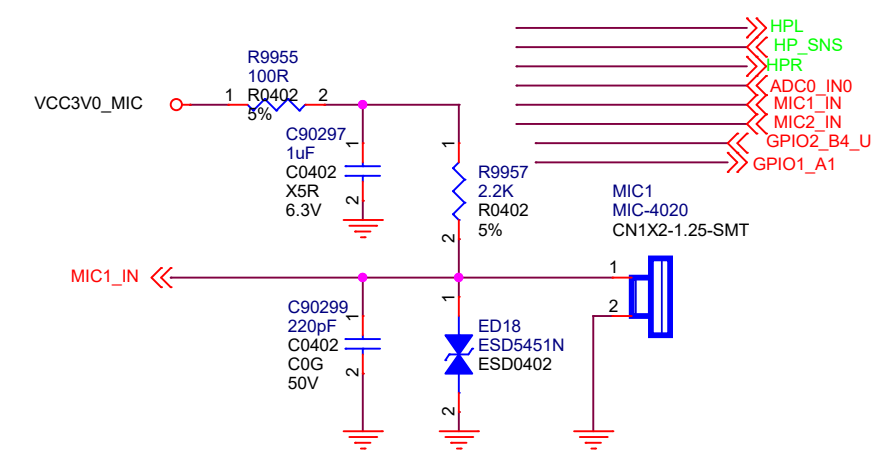 HPL
HP_SNS
HPR
ADC0_IN0
MIC1_IN
MIC2_IN
GPIO2_B4_U
GPIO1_A1
R9955
100R
R0402
5%
VCC3V0_MIC
1
2
C90297
1uF
C0402
X5R
6.3V
1
2
R9957
2.2K
R0402
5%
1
2
MIC1
MIC-4020
CN1X2-1.25-SMT
1
2
MIC1_IN
C90299
220pF
C0402
C0G
50V
1
2
ED18
ESD5451N
ESD0402
1
2